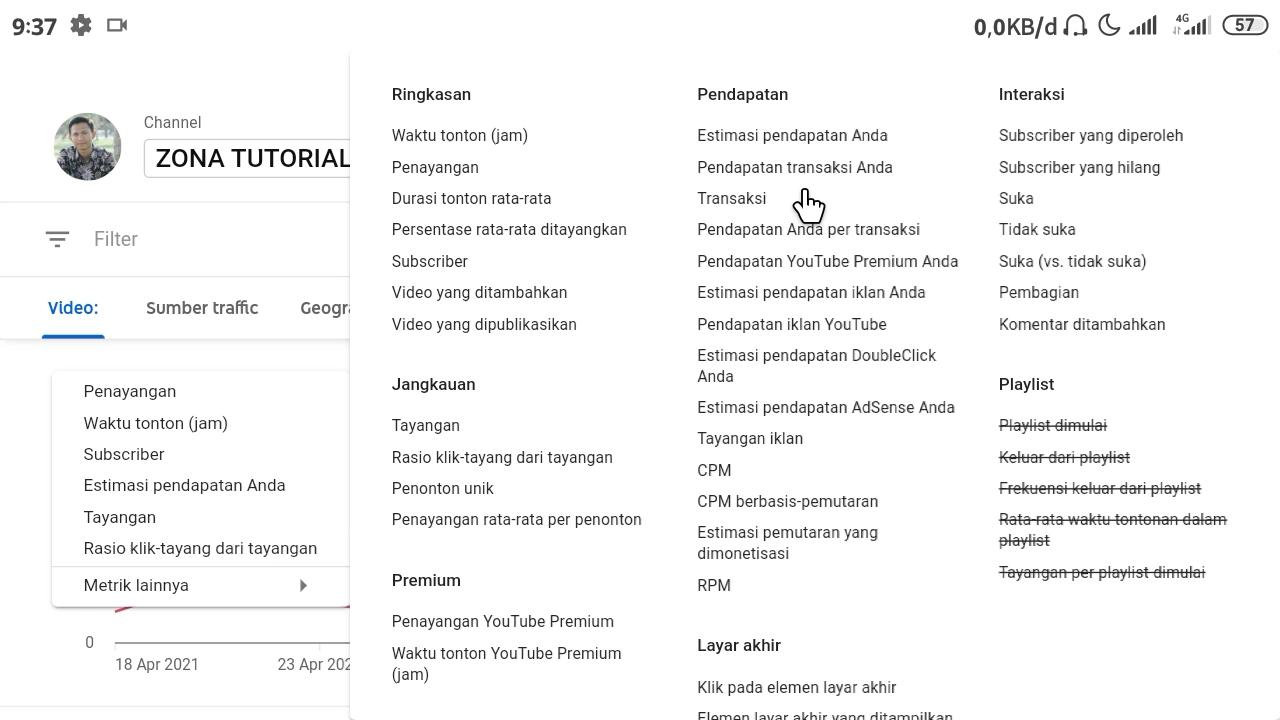 9:37
0,0KB/d
4G
57
Channel
ZONA TUTORIAL
Filter
Video:
Sumber traffic
Geogra
Penayangan
Waktu tonton (jam)
Subscriber
Estimasi pendapatan Anda
Tayangan
Rasio klik-tayang dari tayangan
Metrik lainnya
0
18 Apr 2021
23 Apr 202
Ringkasan
Waktu tonton (jam)
Penayangan
Durasi tonton rata-rata
Persentase rata-rata ditayangkan
Subscriber
Video yang ditambahkan
Video yang dipublikasikan
Jangkauan
Tayangan
Rasio klik-tayang dari tayangan
Penonton unik
Penayangan rata-rata per penonton
Premium
Penayangan YouTube Premium
Waktu tonton YouTube Premium
(jam)
Pendapatan
Estimasi pendapatan Anda
Pendapatan transaksi Anda
Transaksi
Pendapatan Anda per transaksi
Pendapatan YouTube Premium Anda
Estimasi pendapatan iklan Anda
Pendapatan iklan YouTube
Estimasi pendapatan DoubleClick
Anda
Estimasi pendapatan AdSense Anda
Tayangan iklan
CPM
CPM berbasis-pemutaran
Estimasi pemutaran yang
dimonetisasi
RPM
Layar akhir
Klik pada elemen layar akhir
Elemen layar akhir yang ditampilkan
Interaksi
Subscriber yang diperoleh
Subscriber yang hilang
Suka
Tidak suka
Suka (vs. tidak suka)
Pembagian
Komentar ditambahkan
Playlist
Playlist dimulai
Keluar dari playlist
Frekuensi keluar dari playlist
Rata-rata waktu tontonan dalam
playlist
Tayangan per playlist dimulai